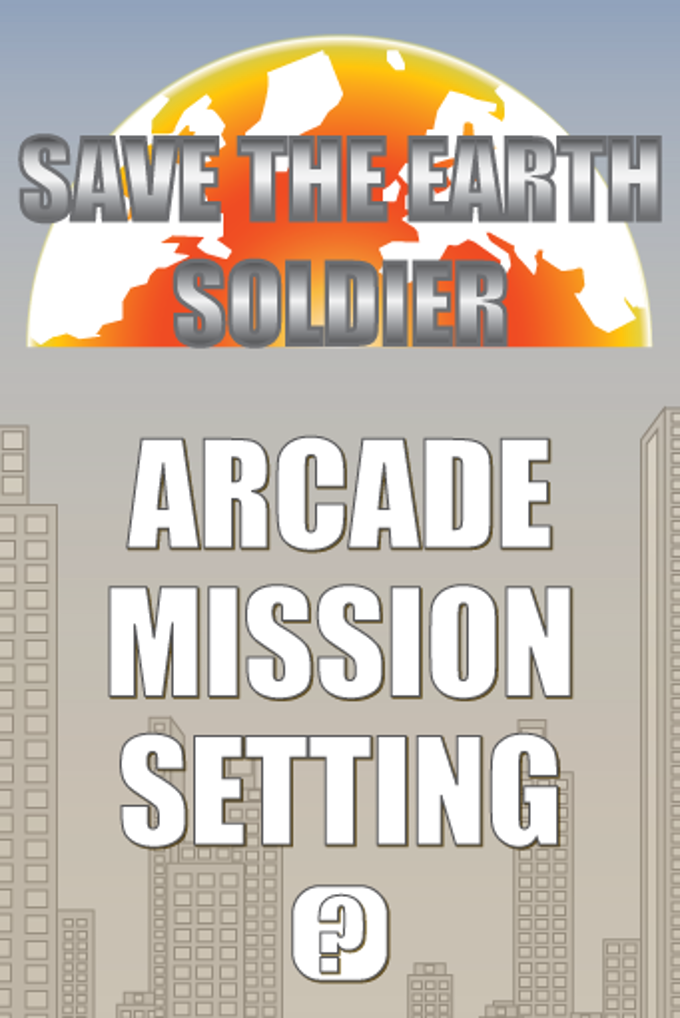 SAVE THE EARTH
SOLDIER
ARCADE
MISSION
SETTING
?